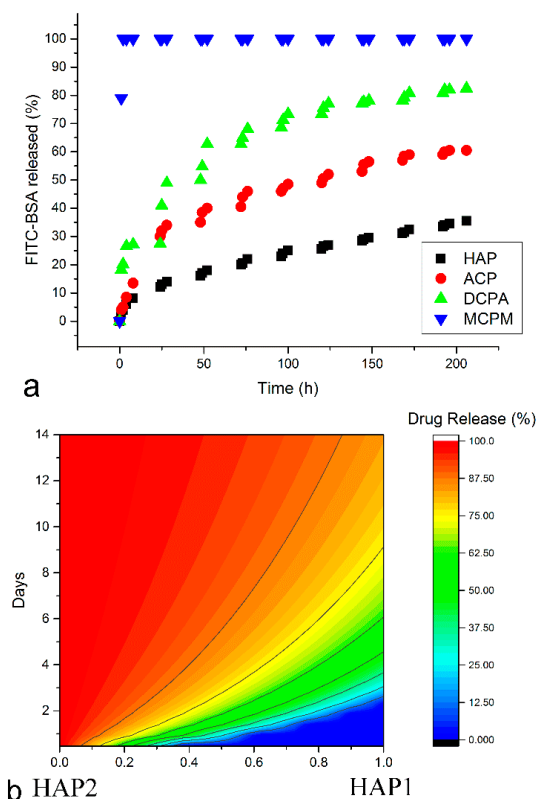 100
90
80
70
60
50
40
30
20
10
0
FITC-BSA released (%)
HAP
ACP
DCPA
MCPM
0 50 100 150 200
Time (h)
a
Drug Release (%)
14
12
10
8
6
4
2
Days
0.0 0.2 0.4 0.6 0.8 1.0
100.0
87.50
75.00
62.50
50.00
37.50
25.00
12.50
0.000
b HAP2 HAP1